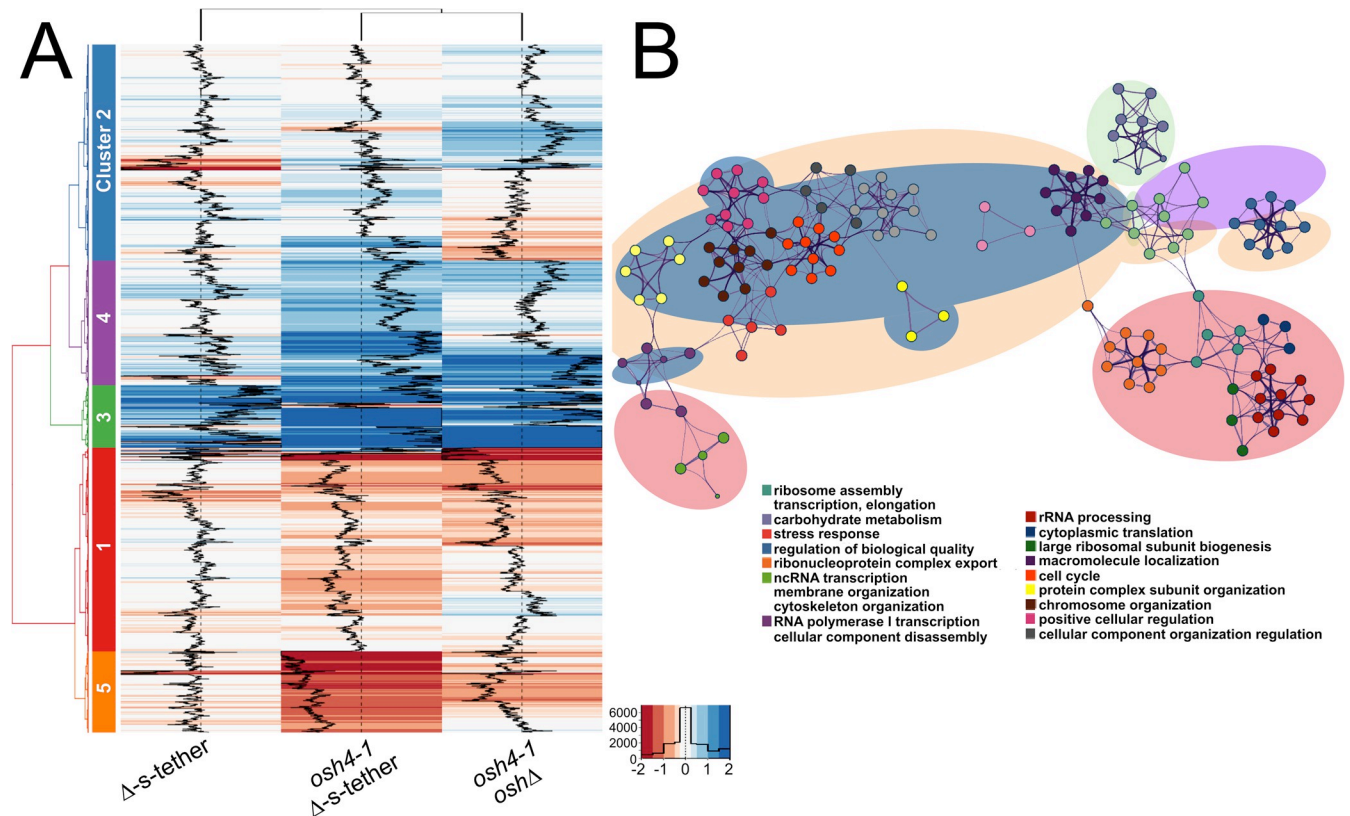 A
B
Cluster 2
4
3
1
5
Δ-s-tether
osh4-1
Δ-s-tether
osh4-1
oshΔ
6000
4000
2000
0
-2 -1 0 1 2
ribosome assembly
transcription, elongation
carbohydrate metabolism
stress response
regulation of biological quality
ribonucleoprotein complex export
ncRNA transcription
membrane organization
cytoskeleton organization
RNA polymerase I transcription
cellular component disassembly
rRNA processing
cytoplasmic translation
large ribosomal subunit biogenesis
macromolecule localization
cell cycle
protein complex subunit organization
chromosome organization
positive cellular regulation
cellular component organization regulation